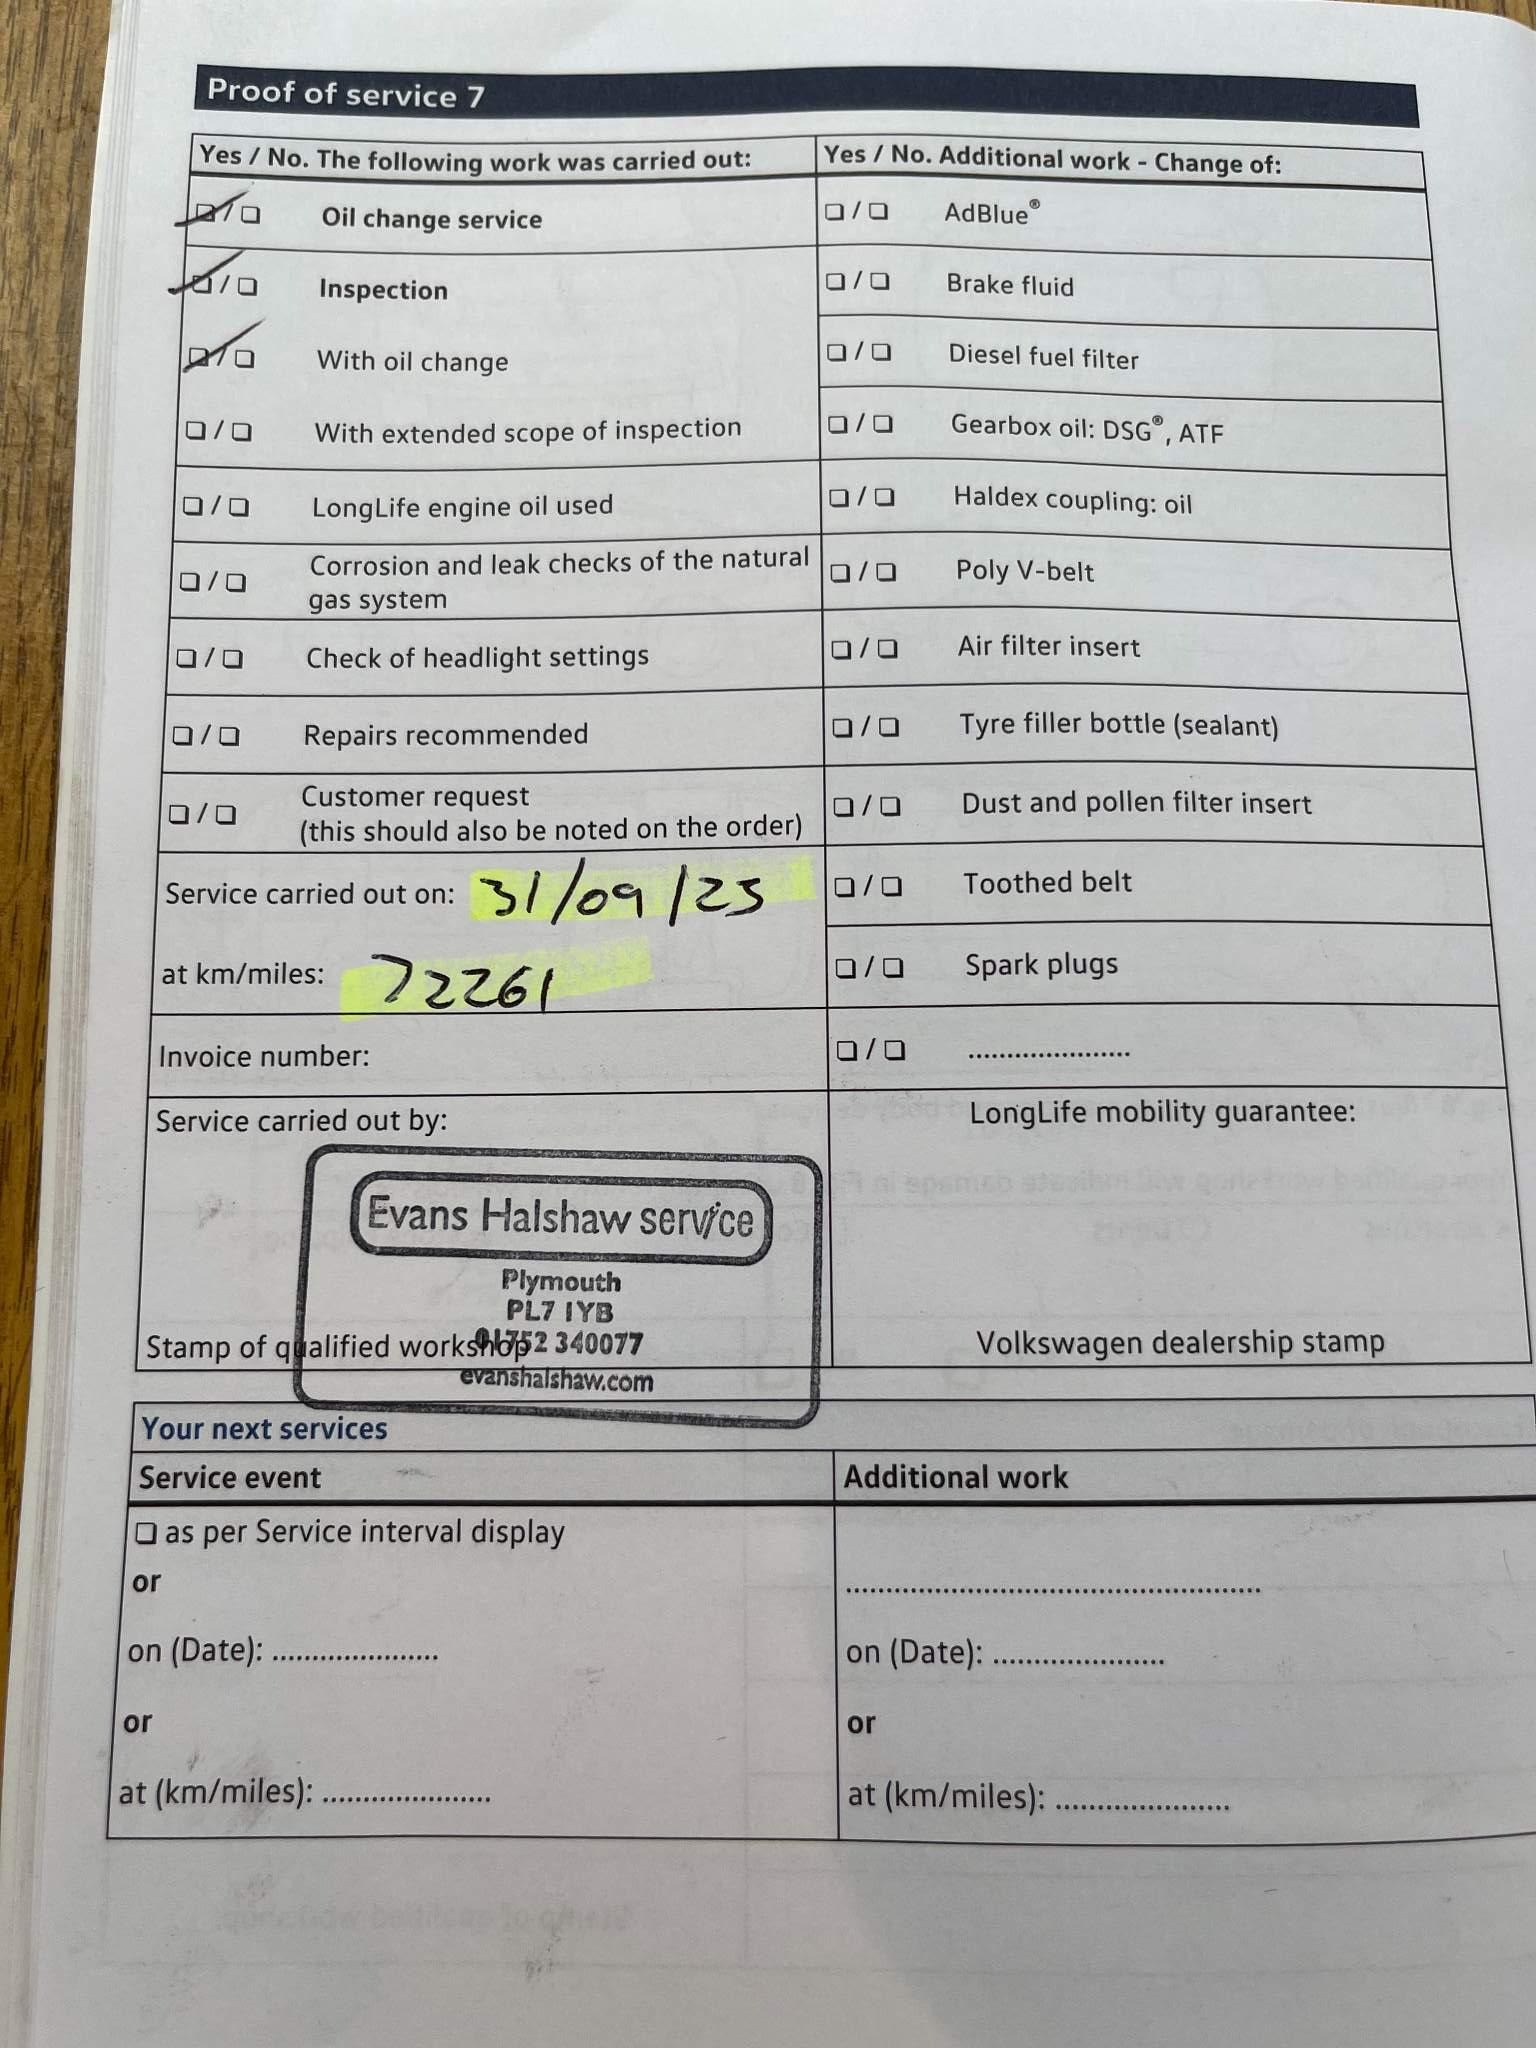 Proof of service 7
Yes / No. The following work was carried out:
Yes / No. Additional work - Change of:
❏ / ❏ Oil change service
❏ / ❏ AdBlue®
❏ / ❏ Inspection
❏ / ❏ Brake fluid
❏ / ❏ With oil change
❏ / ❏ Diesel fuel filter
❏ / ❏ With extended scope of inspection
❏ / ❏ Gearbox oil: DSG®, ATF
❏ / ❏ LongLife engine oil used
❏ / ❏ Haldex coupling: oil
❏ / ❏ Corrosion and leak checks of the natural
gas system
❏ / ❏ Poly V-belt
❏ / ❏ Check of headlight settings
❏ / ❏ Air filter insert
❏ / ❏ Repairs recommended
❏ / ❏ Tyre filler bottle (sealant)
❏ / ❏ Customer request
(this should also be noted on the order)
❏ / ❏ Dust and pollen filter insert
Service carried out on: 31/09/23
❏ / ❏ Toothed belt
at km/miles: 72261
❏ / ❏ Spark plugs
Invoice number:
❏ / ❏ .....................
Service carried out by:
LongLife mobility guarantee:
Evans Halshaw service
Plymouth
PL7 1YB
01752 340077
evanshalshaw.com
Stamp of qualified workshop
Volkswagen dealership stamp
Your next services
Service event
Additional work
❏ as per Service interval display
or
.....................................................
on (Date): .....................
on (Date): ......................
or
or
at (km/miles): .....................
at (km/miles): ......................